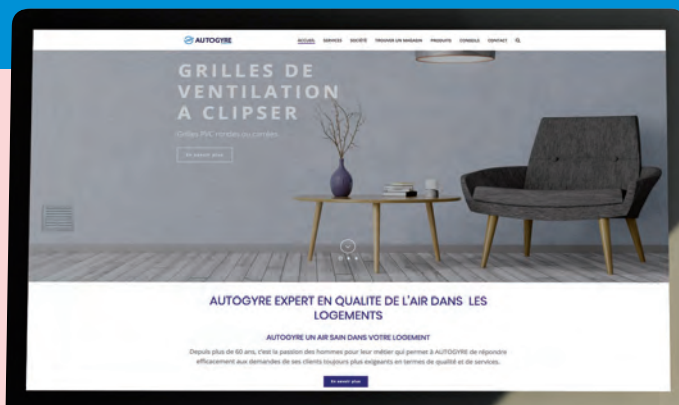 AUTOGYRE
ACCUEIL SERVICES SOCIÉTÉ TROUVER UN MAGASIN PRODUITS CONSEILS CONTACT
GRILLES DE
VENTILATION
A CLIPSER
Grilles PVC rondes ou carrées
En savoir plus
AUTOGYRE EXPERT EN QUALITE DE L'AIR DANS LES
LOGEMENTS
AUTOGYRE UN AIR SAIN DANS VOTRE LOGEMENT
Depuis plus de 60 ans, c'est la passion des hommes pour leur métier qui permet à AUTOGYRE de répondre
efficacement aux demandes de ses clients toujours plus exigeants en termes de qualité et de services.
En savoir plus